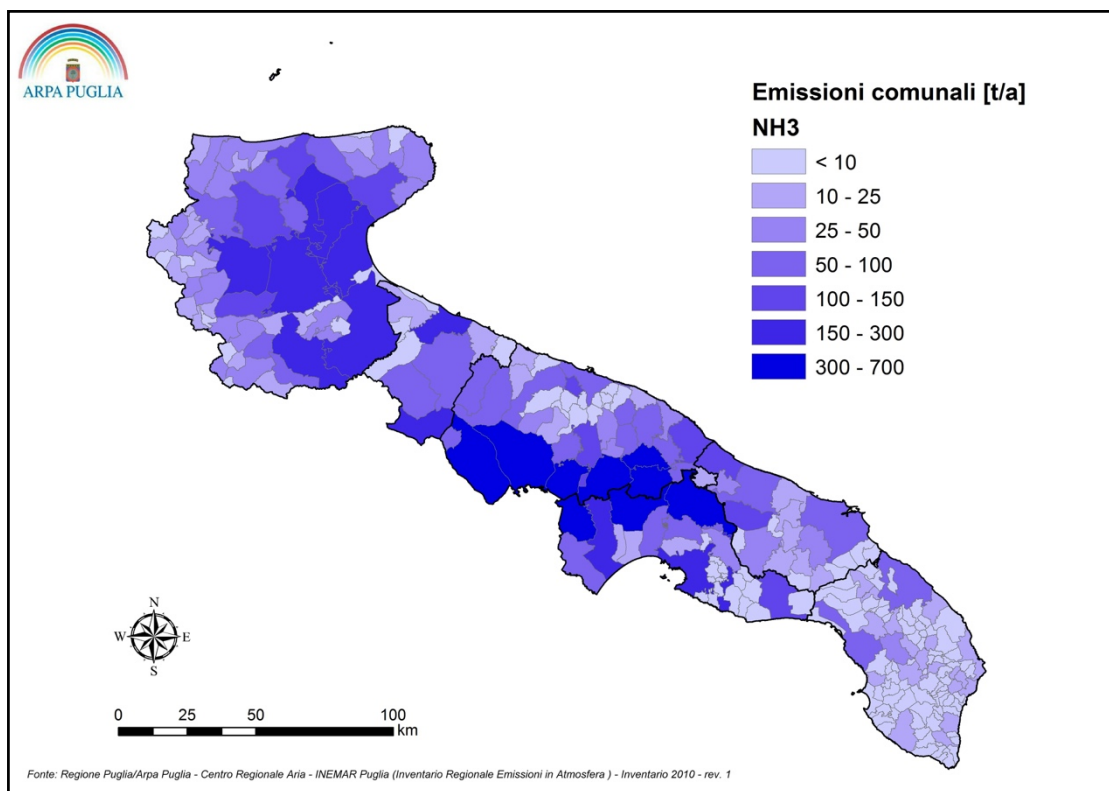 ARPA PUGLIA
Emissioni comunali [t/a]
NH3
< 10
10 - 25
25 - 50
50 - 100
100 - 150
150 - 300
300 - 700
N
W E
S
0 25 50 100
km
Fonte: Regione Puglia/Arpa Puglia - Centro Regionale Aria - INEMAR Puglia (Inventario Regionale Emissioni in Atmosfera ) - Inventario 2010 - rev. 1